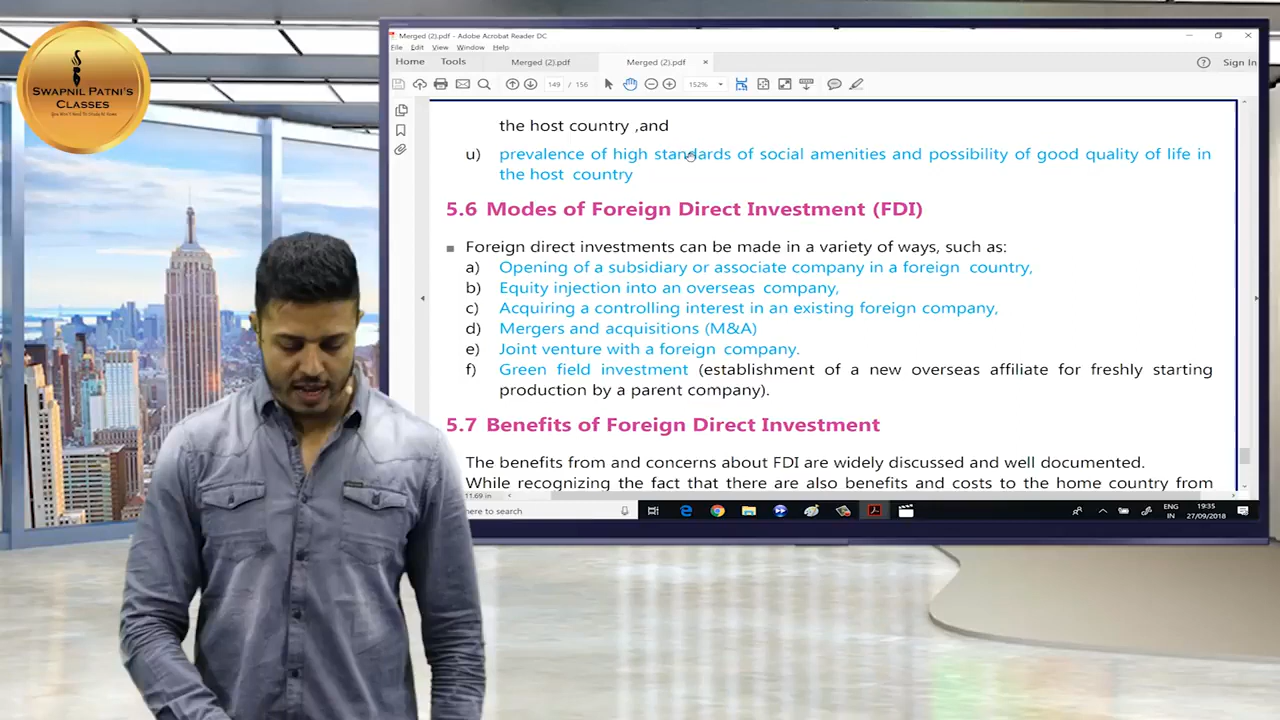 SWAPNIL PATNI'S
CLASSES
Merged (2).pdf - Adobe Acrobat Reader DC
File Edit View Window Help
Home Tools Merged (2).pdf Merged (2).pdf × Sign In
149 / 156 152%
the host country ,and
u) prevalence of high standards of social amenities and possibility of good quality of life in
the host country
5.6 Modes of Foreign Direct Investment (FDI)
Foreign direct investments can be made in a variety of ways, such as:
a) Opening of a subsidiary or associate company in a foreign country,
b) Equity injection into an overseas company,
c) Acquiring a controlling interest in an existing foreign company,
d) Mergers and acquisitions (M&A)
e) Joint venture with a foreign company.
f) Green field investment (establishment of a new overseas affiliate for freshly starting
production by a parent company).
5.7 Benefits of Foreign Direct Investment
The benefits from and concerns about FDI are widely discussed and well documented.
While recognizing the fact that there are also benefits and costs to the home country from
11.69 in
here to search
ENG
IN
19:35
27/09/2018